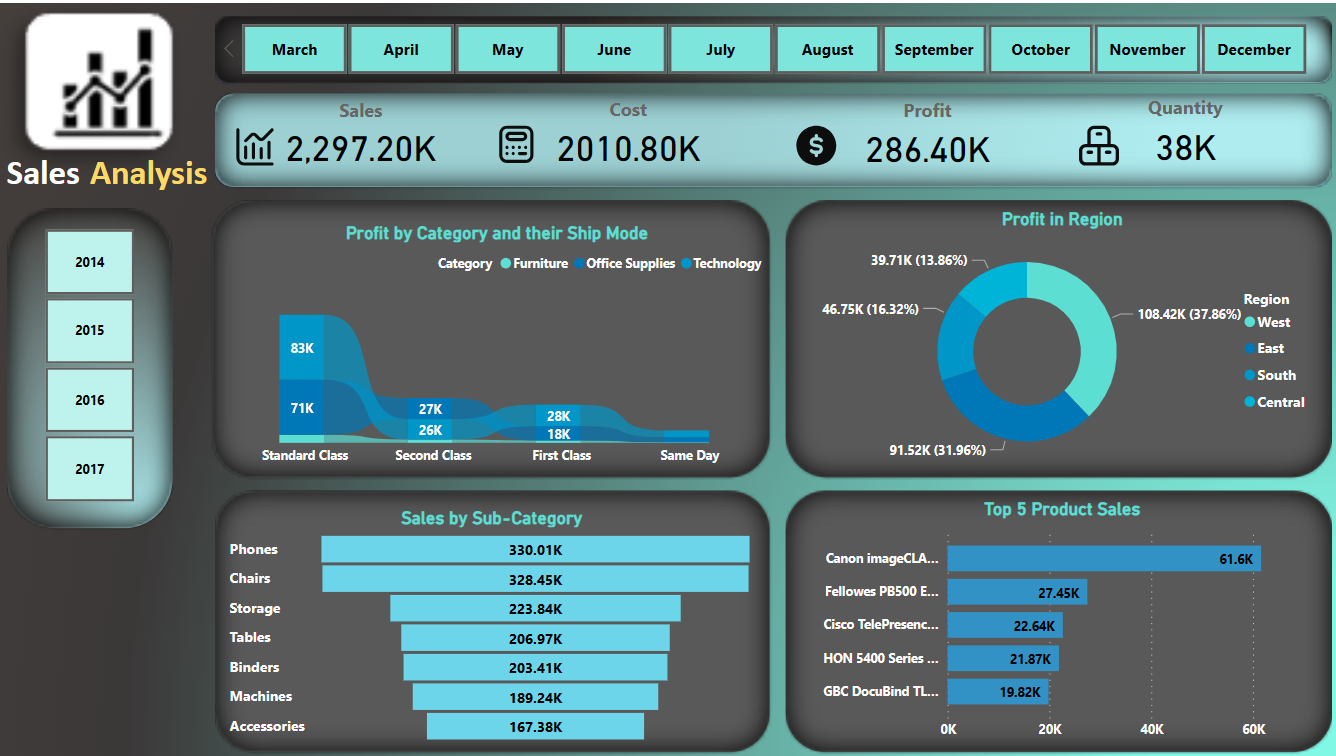 March April May June July August September October November December
Sales Cost Profit Quantity
2,297.20K 2010.80K 286.40K 38K
Sales Analysis
2014
2015
2016
2017
Profit by Category and their Ship Mode
Category Furniture Office Supplies Technology
83K
71K
27K
26K
28K
18K
Standard Class Second Class First Class Same Day
Profit in Region
39.71K (13.86%)
46.75K (16.32%)
108.42K (37.86%)
91.52K (31.96%)
Region
West
East
South
Central
Sales by Sub-Category
Phones 330.01K
Chairs 328.45K
Storage 223.84K
Tables 206.97K
Binders 203.41K
Machines 189.24K
Accessories 167.38K
Top 5 Product Sales
Canon imageCLA... 61.6K
Fellowes PB500 E... 27.45K
Cisco TelePresenc... 22.64K
HON 5400 Series ... 21.87K
GBC DocuBind TL... 19.82K
0K 20K 40K 60K